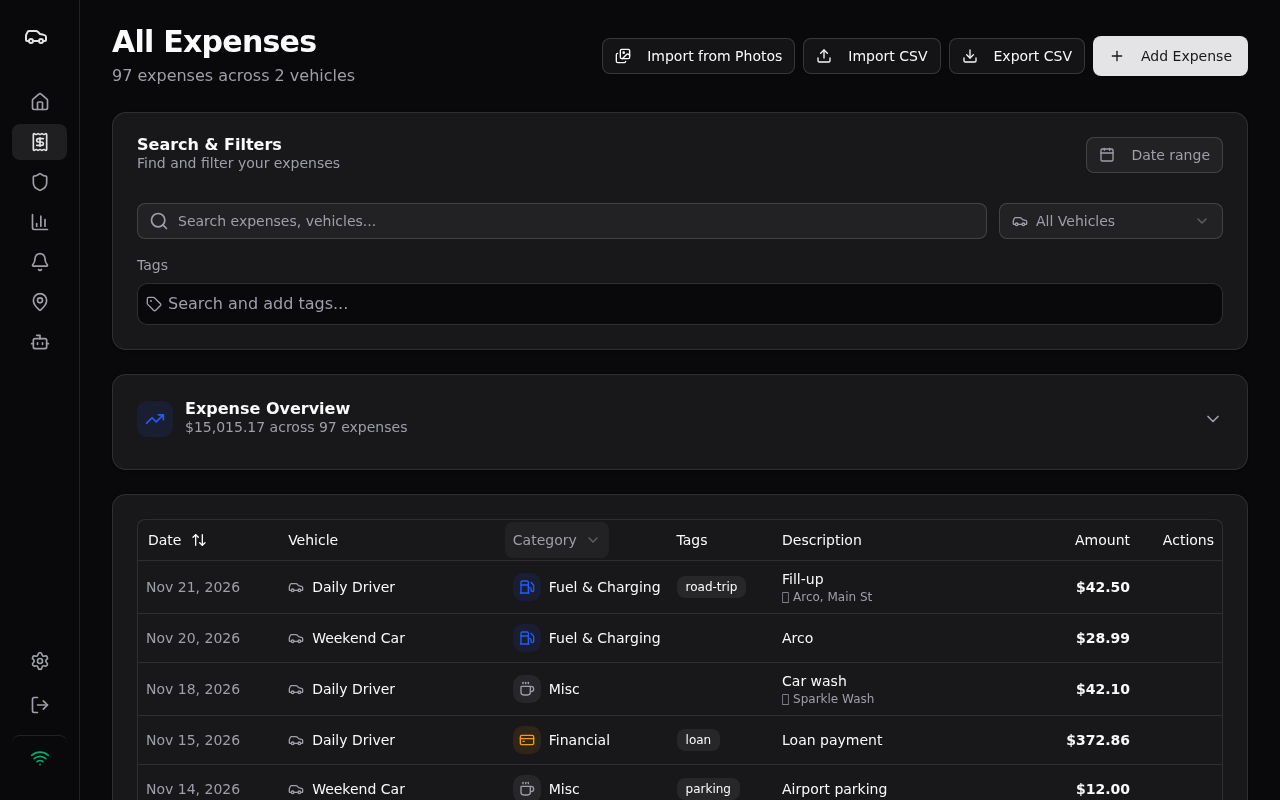 All Expenses
97 expenses across 2 vehicles
Import from Photos
Import CSV
Export CSV
Add Expense
Search & Filters
Find and filter your expenses
Date range
Search expenses, vehicles...
All Vehicles
Tags
Search and add tags...
Expense Overview
$15,015.17 across 97 expenses
Date Vehicle Category Tags Description Amount Actions
Nov 21, 2026 Daily Driver Fuel & Charging road-trip Fill-up $42.50
Arco, Main St
Nov 20, 2026 Weekend Car Fuel & Charging Arco $28.99
Nov 18, 2026 Daily Driver Misc Car wash $42.10
Sparkle Wash
Nov 15, 2026 Daily Driver Financial loan Loan payment $372.86
Nov 14, 2026 Weekend Car Misc parking Airport parking $12.00